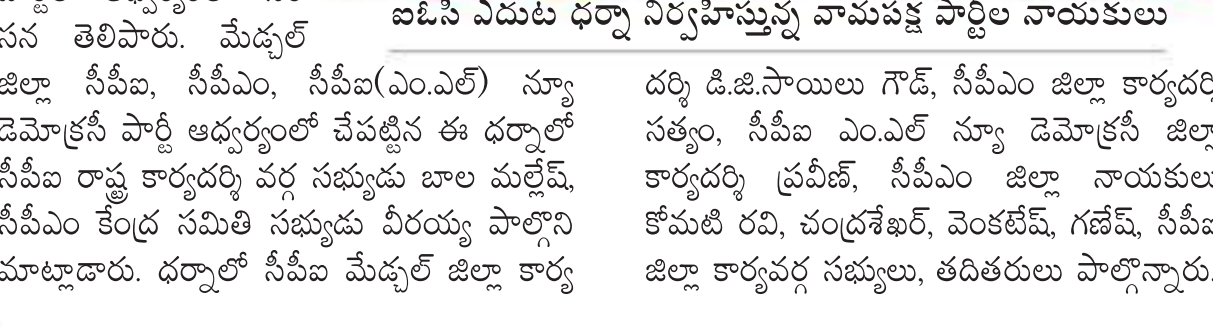 సన తెలిపారు. మేడ్చల్
జిల్లా సీపీఐ, సీపీఎం, సీపీఐ(ఎం.ఎల్) న్యూ
డెమోక్రసీ పార్టీ ఆధ్వర్యంలో చేపట్టిన ఈ ధర్నాలో
సీపీఐ రాష్ట్ర కార్యదర్శి వర్గ సభ్యుడు బాల మల్లేష్,
సీపీఎం కేంద్ర సమితి సభ్యుడు వీరయ్య పాల్గొని
మాట్లాడారు. ధర్నాలో సీపీఐ మేడ్చల్ జిల్లా కార్య
ఐఓసి ఎదుట ధర్నా నిర్వహిస్తున్న వామపక్ష పార్టీల నాయకులు
దర్శి డి.జి.సాయిలు గౌడ్, సీపీఎం జిల్లా కార్యదర్శి
సత్యం, సీపీఐ ఎం.ఎల్ న్యూ డెమోక్రసీ జిల్లా
కార్యదర్శి ప్రవీణ్, సీపీఎం జిల్లా నాయకులు
కోమటి రవి, చంద్రశేఖర్, వెంకటేష్, గణేష్, సీపీఐ
జిల్లా కార్యవర్గ సభ్యులు, తదితరులు పాల్గొన్నారు.